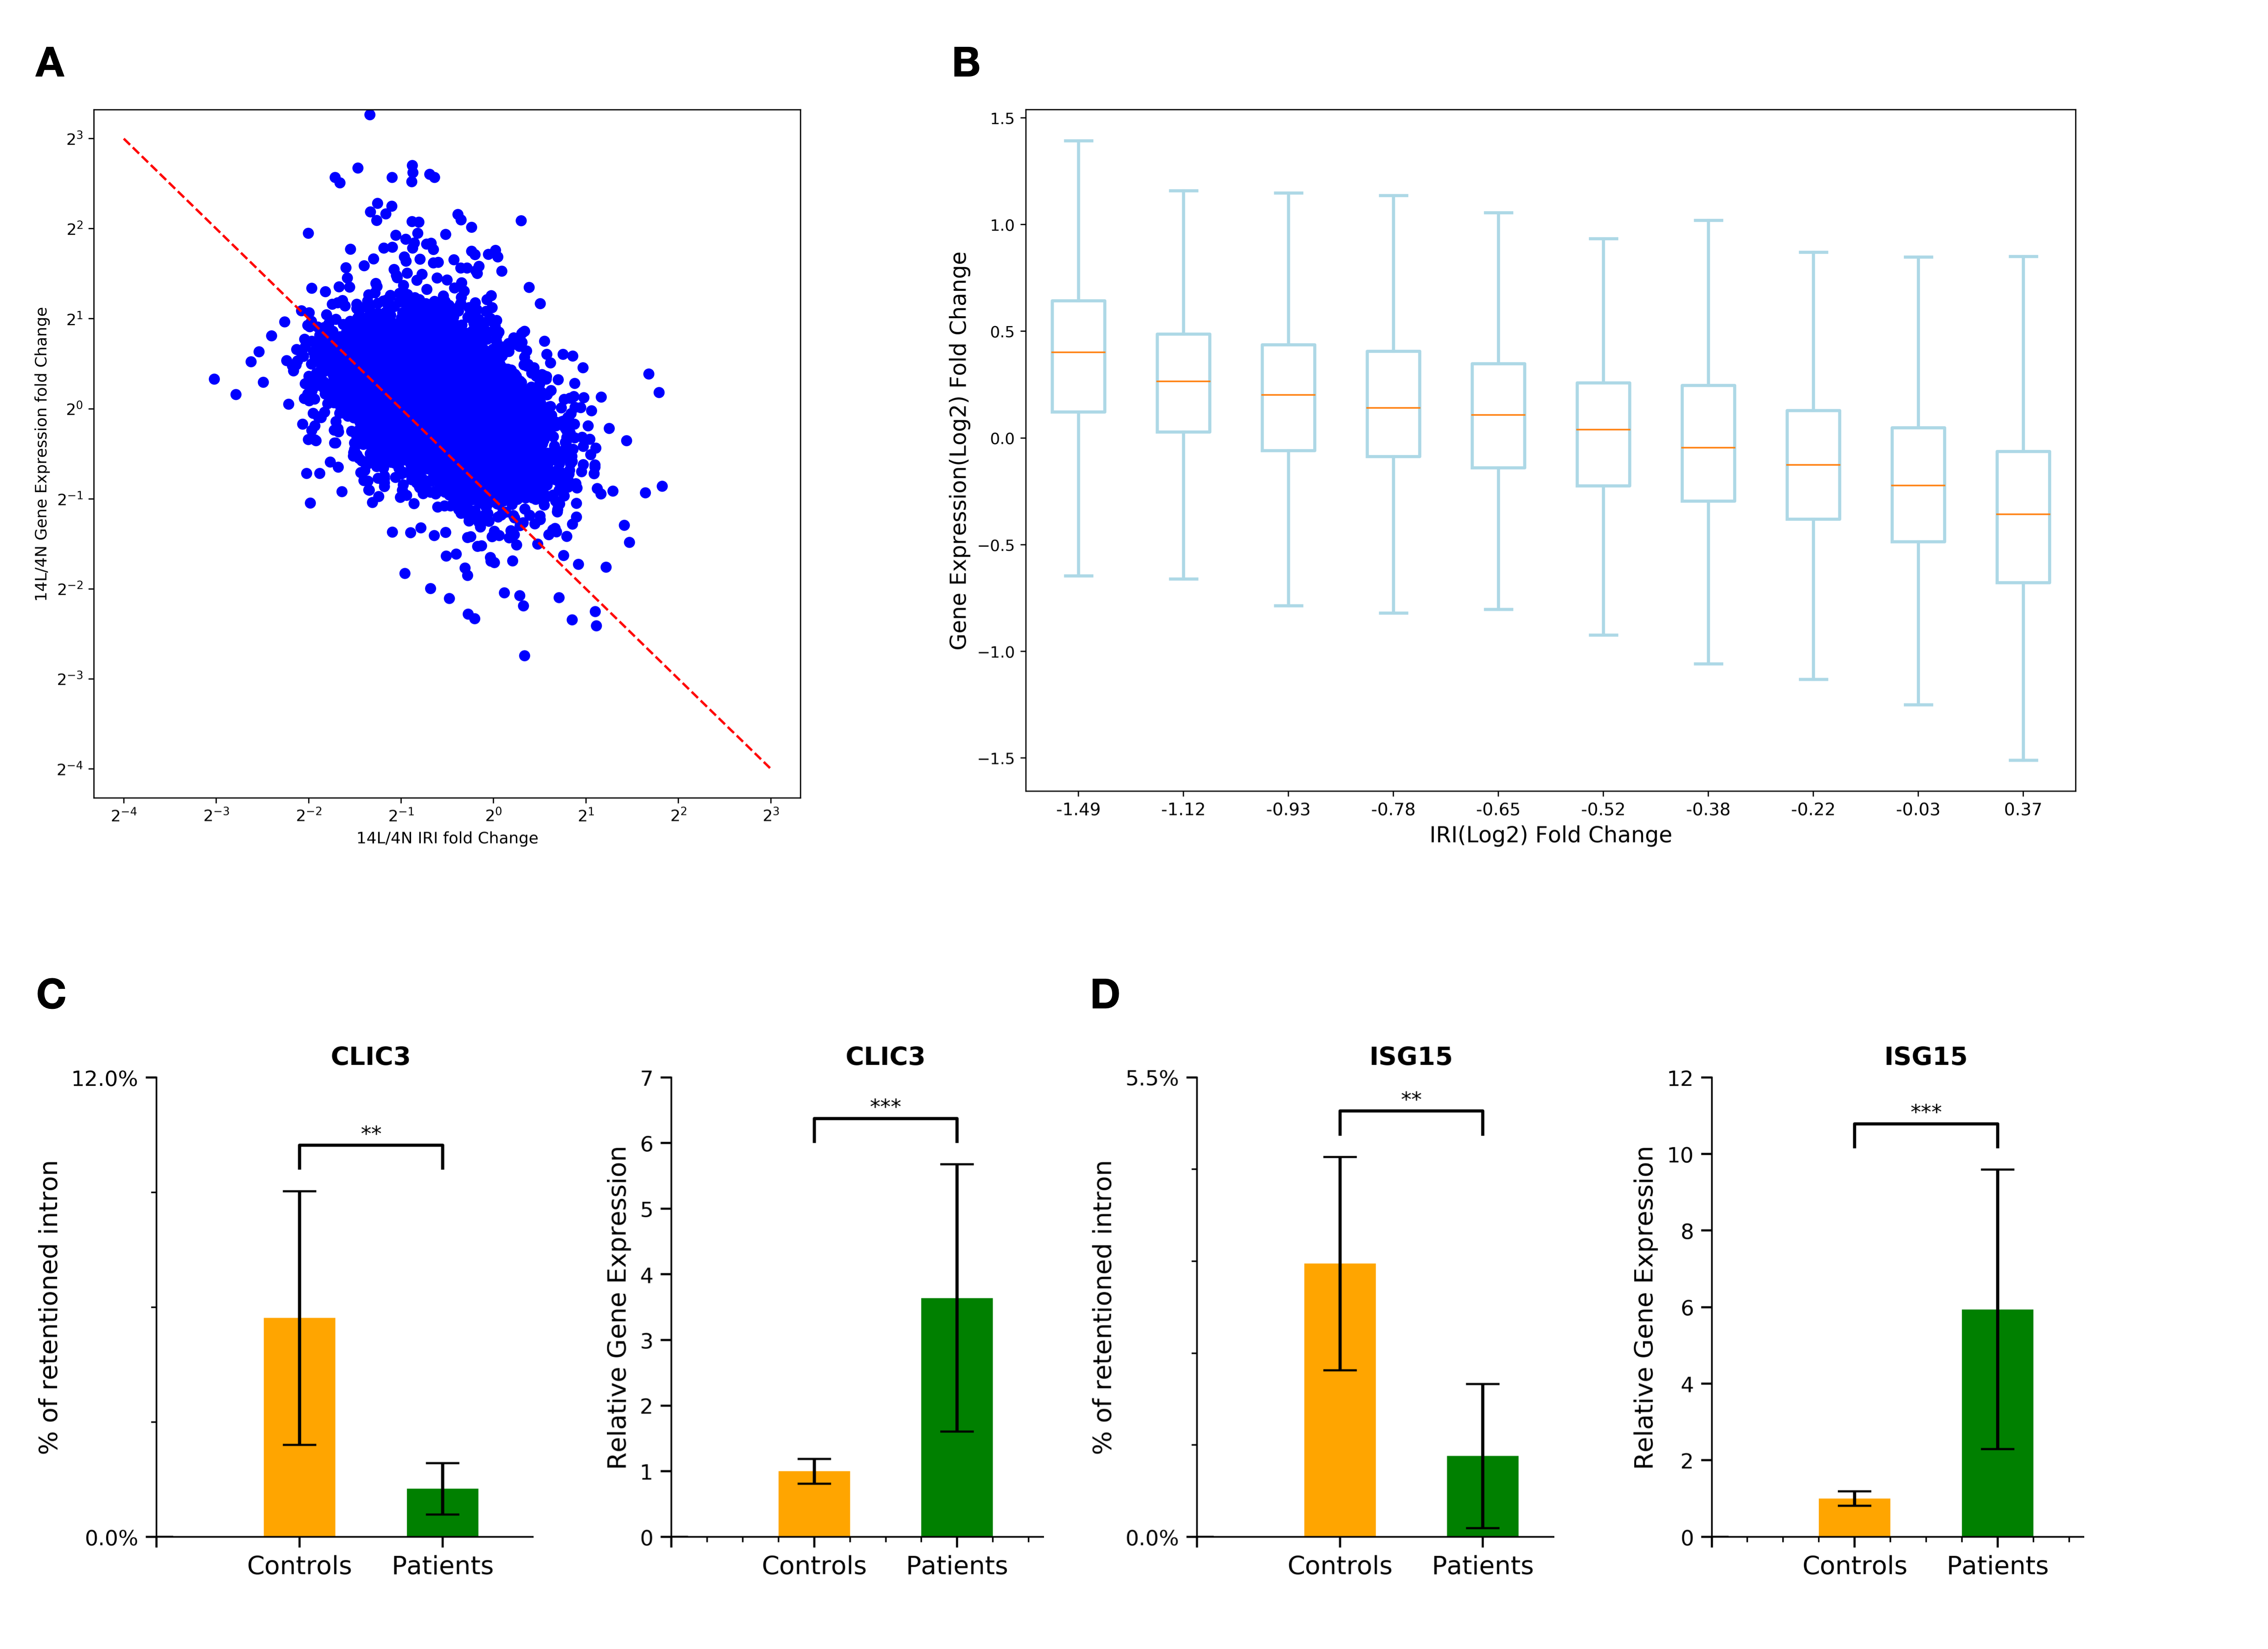 A
B
2³
2²
2¹
2⁰
2⁻¹
2⁻²
2⁻³
2⁻⁴
14L/4N Gene Expression fold Change
2⁻⁴ 2⁻³ 2⁻² 2⁻¹ 2⁰ 2¹ 2² 2³
14L/4N IRI fold Change
1.5
1.0
0.5
0.0
−0.5
−1.0
−1.5
Gene Expression(Log2) Fold Change
-1.49 -1.12 -0.93 -0.78 -0.65 -0.52 -0.38 -0.22 -0.03 0.37
IRI(Log2) Fold Change
C
CLIC3
12.0%
0.0%
% of retentioned intron
**
Controls Patients
CLIC3
7
6
5
4
3
2
1
0
Relative Gene Expression
***
Controls Patients
D
ISG15
5.5%
0.0%
% of retentioned intron
**
Controls Patients
ISG15
12
10
8
6
4
2
0
Relative Gene Expression
***
Controls Patients